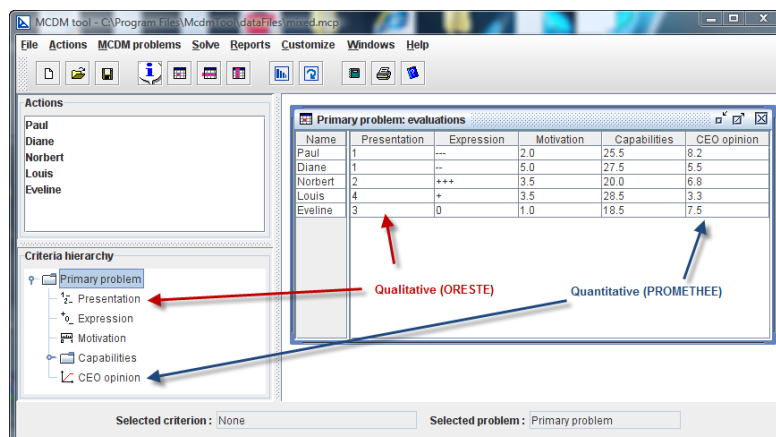 MCDM tool - C:\Program Files\McdmTool\dataFiles\mixed.mcp
File Actions MCDM problems Solve Reports Customize Windows Help
Actions
Paul
Diane
Norbert
Louis
Eveline
Primary problem: evaluations
Name Presentation Expression Motivation Capabilities CEO opinion
Paul 1 --- 2.0 25.5 8.2
Diane 1 -- 5.0 27.5 5.5
Norbert 2 +++ 3.5 20.0 6.8
Louis 4 + 3.5 28.5 3.3
Eveline 3 0 1.0 18.5 7.5
Criteria hierarchy
Primary problem
Presentation
Expression
Motivation
Capabilities
CEO opinion
Qualitative (ORESTE)
Quantitative (PROMETHEE)
Selected criterion : None
Selected problem : Primary problem